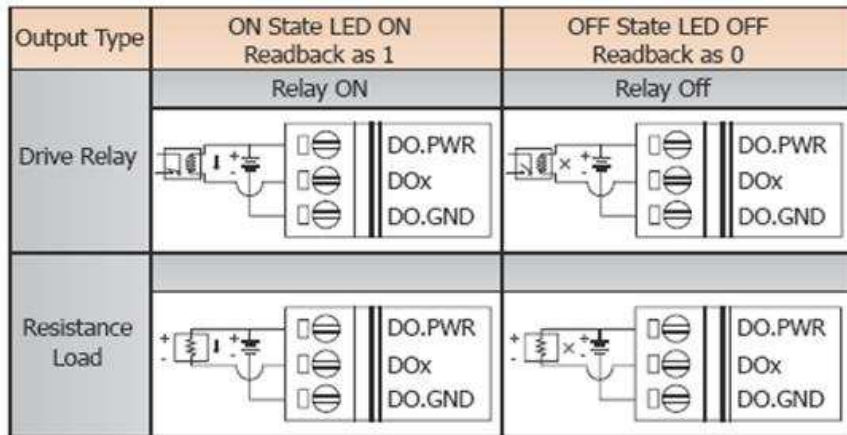 Output Type
ON State LED ON
Readback as 1
OFF State LED OFF
Readback as 0
Relay ON
Relay Off
Drive Relay
+
-
DO.PWR
DOx
DO.GND
×
+
-
DO.PWR
DOx
DO.GND
Resistance
Load
+
-
+
-
DO.PWR
DOx
DO.GND
+
-
×
+
-
DO.PWR
DOx
DO.GND